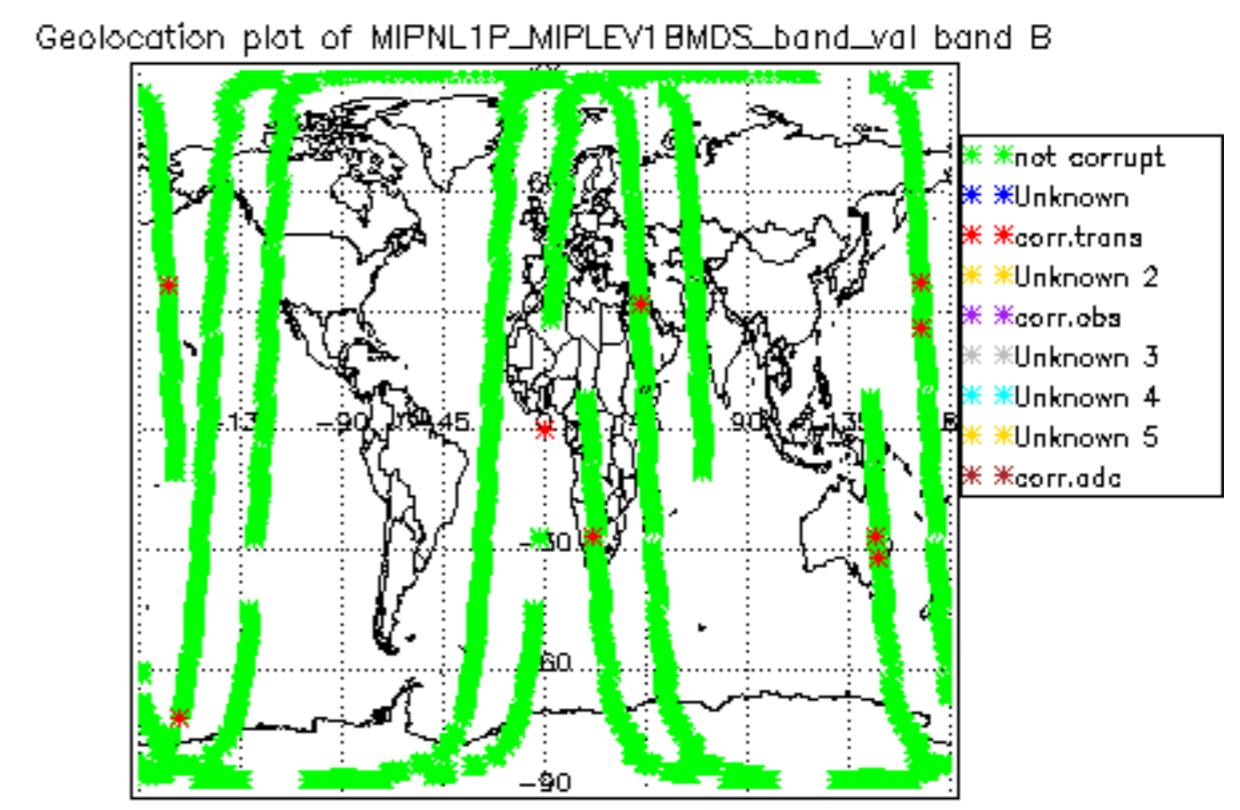 Geolocation plot of MIPNL1P_MIPLEV1BMDS_band_val band B
not corrupt
Unknown
corr.trans
Unknown 2
corr.obs
Unknown 3
Unknown 4
Unknown 5
corr.adc
-90
45
90
-60
-90